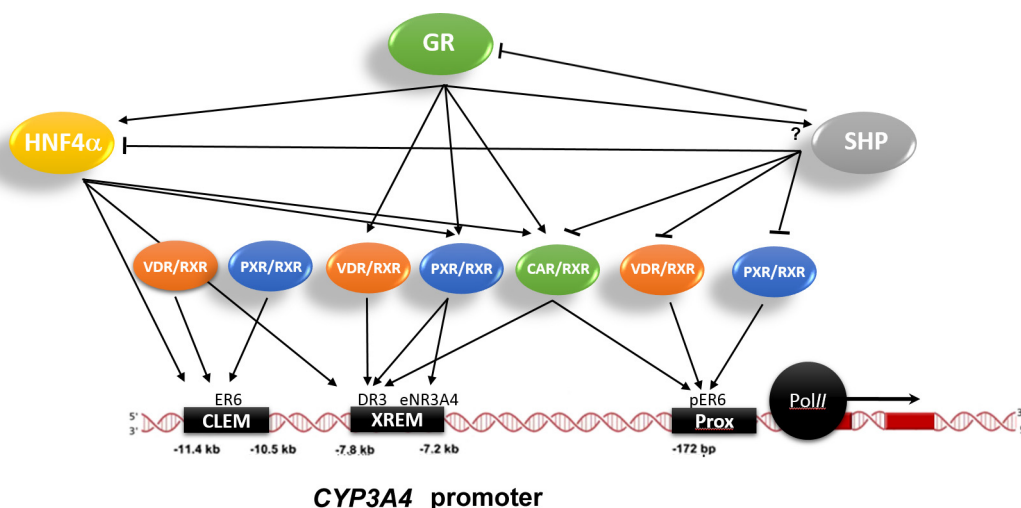 GR
HNF4α
?
SHP
VDR/RXR
PXR/RXR
VDR/RXR
PXR/RXR
CAR/RXR
VDR/RXR
PXR/RXR
ER6
DR3
eNR3A4
pER6
PolII
5'
3'
CLEM
XREM
Prox
3
5
-11.4 kb
-10.5 kb
-7.8 kb
-7.2 kb
-172 bp
CYP3A4 promoter